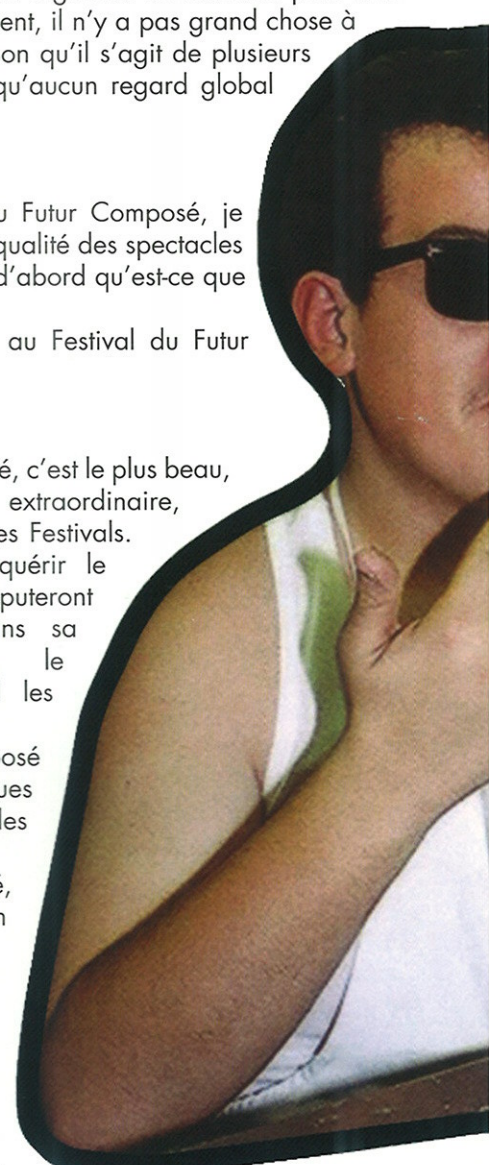 ent, il n'y a pas grand chose à
on qu'il s'agit de plusieurs
qu'aucun regard global
u Futur Composé, je
qualité des spectacles
d'abord qu'est-ce que
au Festival du Futur
é, c'est le plus beau,
extraordinaire,
es Festivals.
quérir le
puteront
ns sa
le
les
osé
ues
les
é,
n